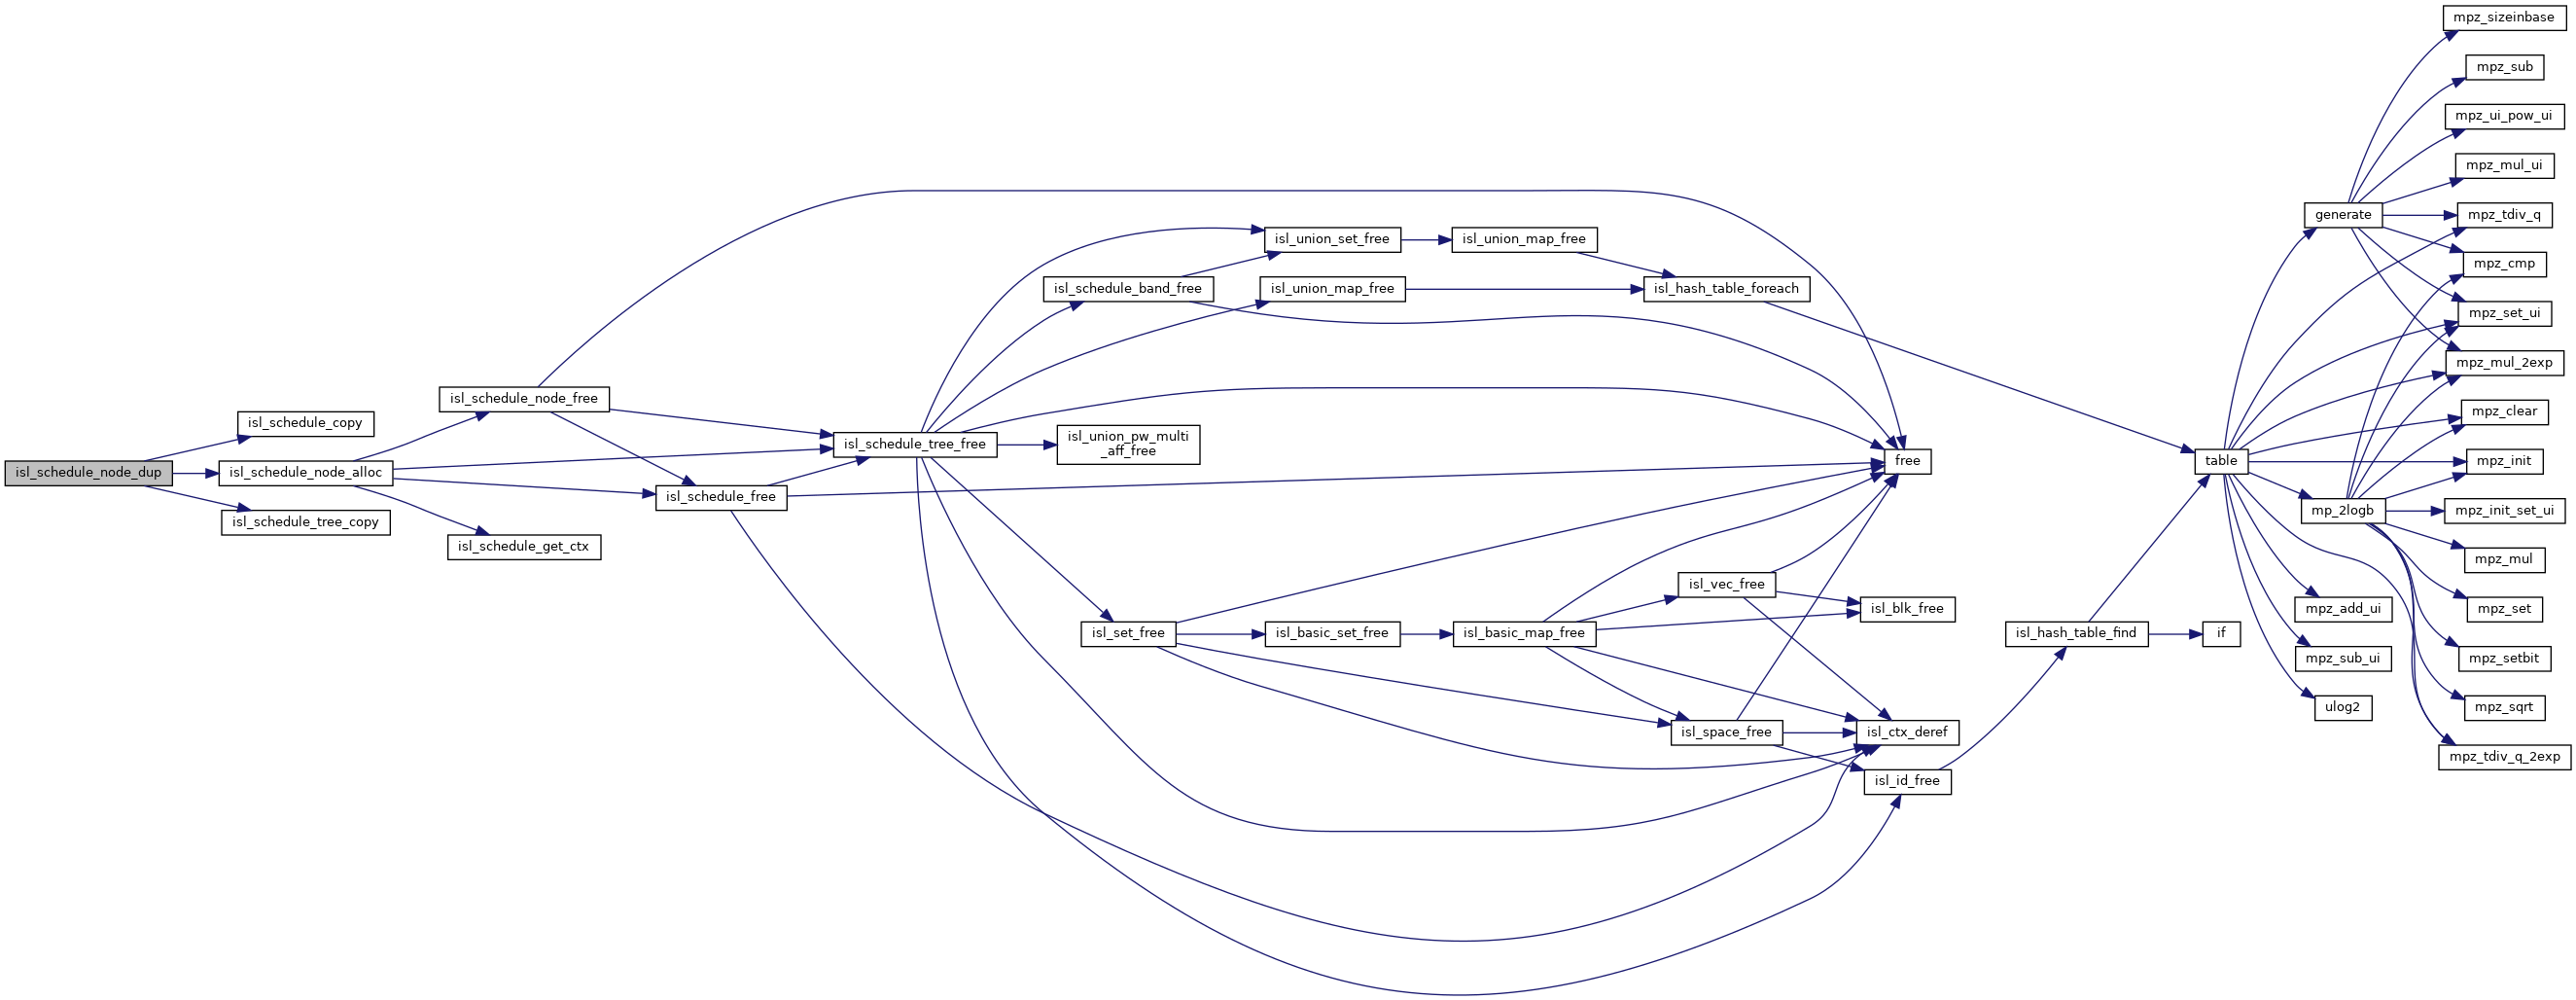 isl_schedule_node_dup
isl_schedule_copy
isl_schedule_node_alloc
isl_schedule_tree_copy
isl_schedule_node_free
isl_schedule_free
isl_schedule_get_ctx
isl_schedule_tree_free
isl_schedule_band_free
isl_union_pw_multi
_aff_free
isl_set_free
isl_union_set_free
isl_union_map_free
isl_basic_set_free
isl_union_map_free
isl_basic_map_free
isl_hash_table_foreach
isl_vec_free
isl_space_free
free
isl_blk_free
isl_ctx_deref
isl_id_free
isl_hash_table_find
table
if
generate
mp_2logb
mpz_add_ui
mpz_sub_ui
ulog2
mpz_sizeinbase
mpz_sub
mpz_ui_pow_ui
mpz_mul_ui
mpz_tdiv_q
mpz_cmp
mpz_set_ui
mpz_mul_2exp
mpz_clear
mpz_init
mpz_init_set_ui
mpz_mul
mpz_set
mpz_setbit
mpz_sqrt
mpz_tdiv_q_2exp